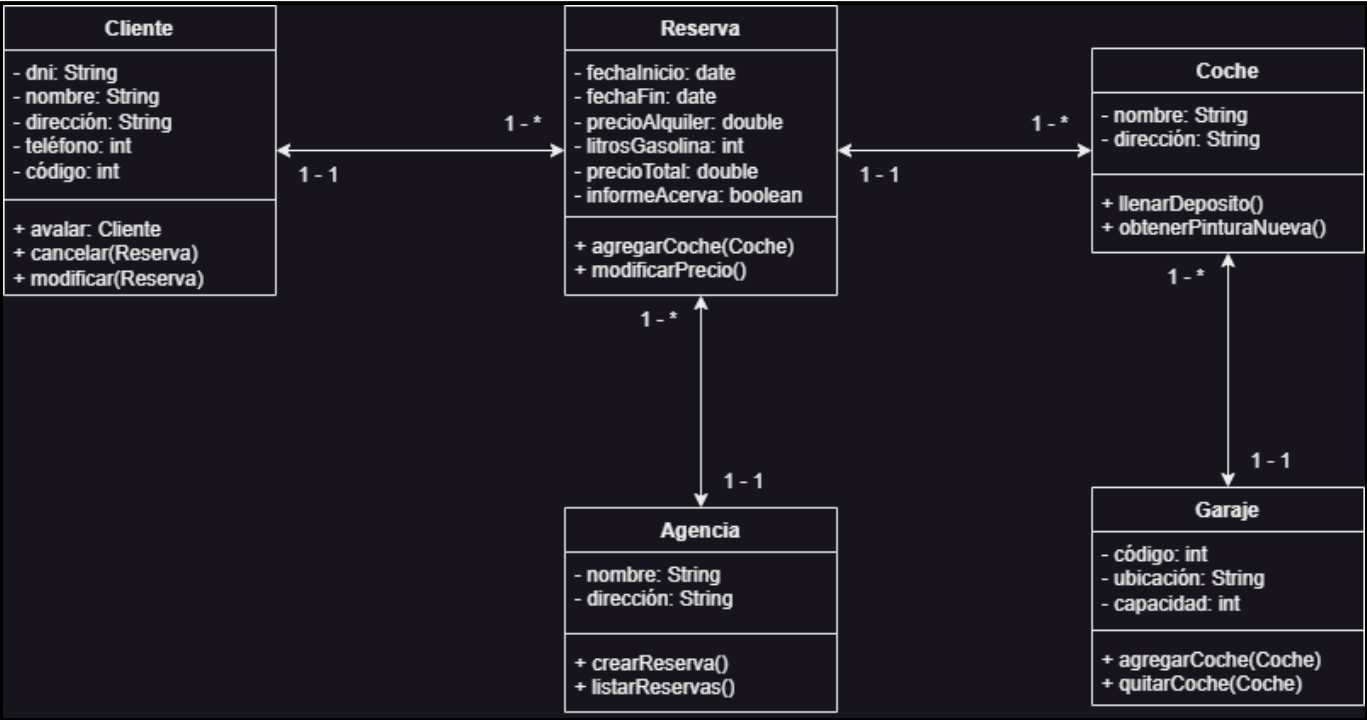 Cliente
- dni: String
- nombre: String
- dirección: String
- teléfono: int
- código: int
+ avalar: Cliente
+ cancelar(Reserva)
+ modificar(Reserva)
1 - 1
1 - *
Reserva
- fechaInicio: date
- fechaFin: date
- precioAlquiler: double
- litrosGasolina: int
- precioTotal: double
- informeAcerva: boolean
+ agregarCoche(Coche)
+ modificarPrecio()
1 - 1
1 - *
Coche
- nombre: String
- dirección: String
+ llenarDeposito()
+ obtenerPinturaNueva()
1 - *
1 - *
1 - 1
1 - 1
Agencia
- nombre: String
- dirección: String
+ crearReserva()
+ listarReservas()
Garaje
- código: int
- ubicación: String
- capacidad: int
+ agregarCoche(Coche)
+ quitarCoche(Coche)